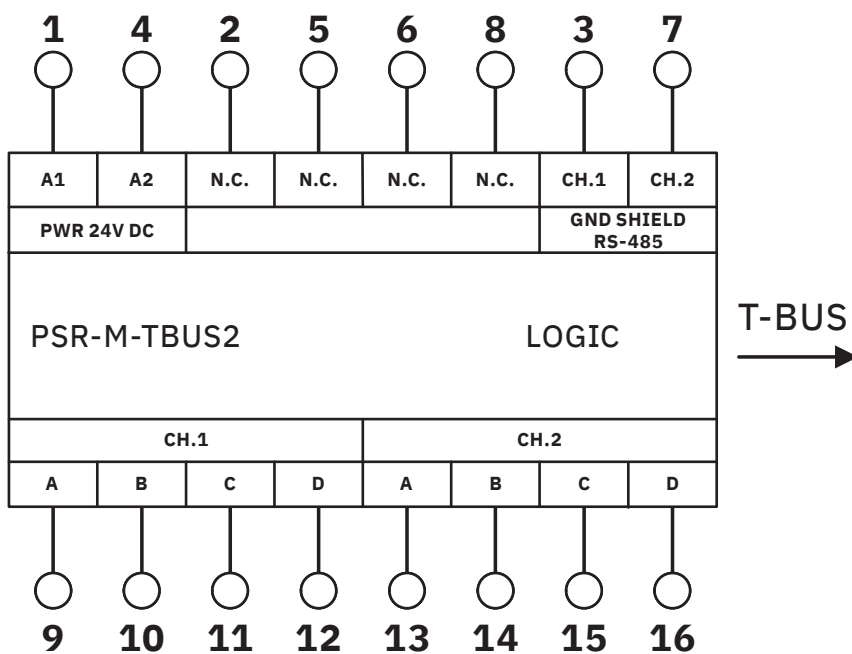 1 4 2 5 6 8 3 7
A1 A2 N.C. N.C. N.C. N.C. CH.1 CH.2
PWR 24V DC GND SHIELD
RS-485
PSR-M-TBUS2 LOGIC
T-BUS
CH.1 CH.2
A B C D A B C D
9 10 11 12 13 14 15 16